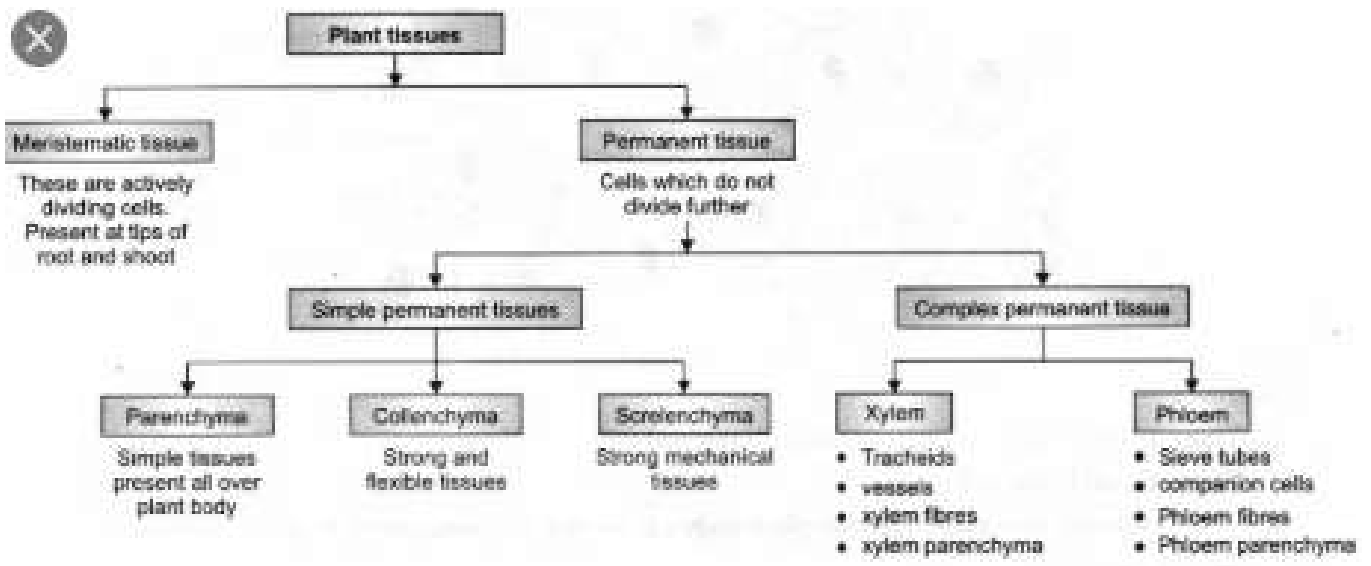 Plant tissues
Meristematic tissue
These are actively
dividing cells.
Present at tips of
root and shoot
Permanent tissue
Cells which do not
divide further
Simple permanent tissues
Complex permanent tissue
Parenchyma
Simple tissues
present all over
plant body
Collenchyma
Strong and
flexible tissues
Screlenchyma
Strong mechanical
tissues
Xylem
• Tracheids
• vessels
• xylem fibres
• xylem parenchyma
Phloem
• Sieve tubes
• companion cells
• Phloem fibres
• Phloem parenchyma